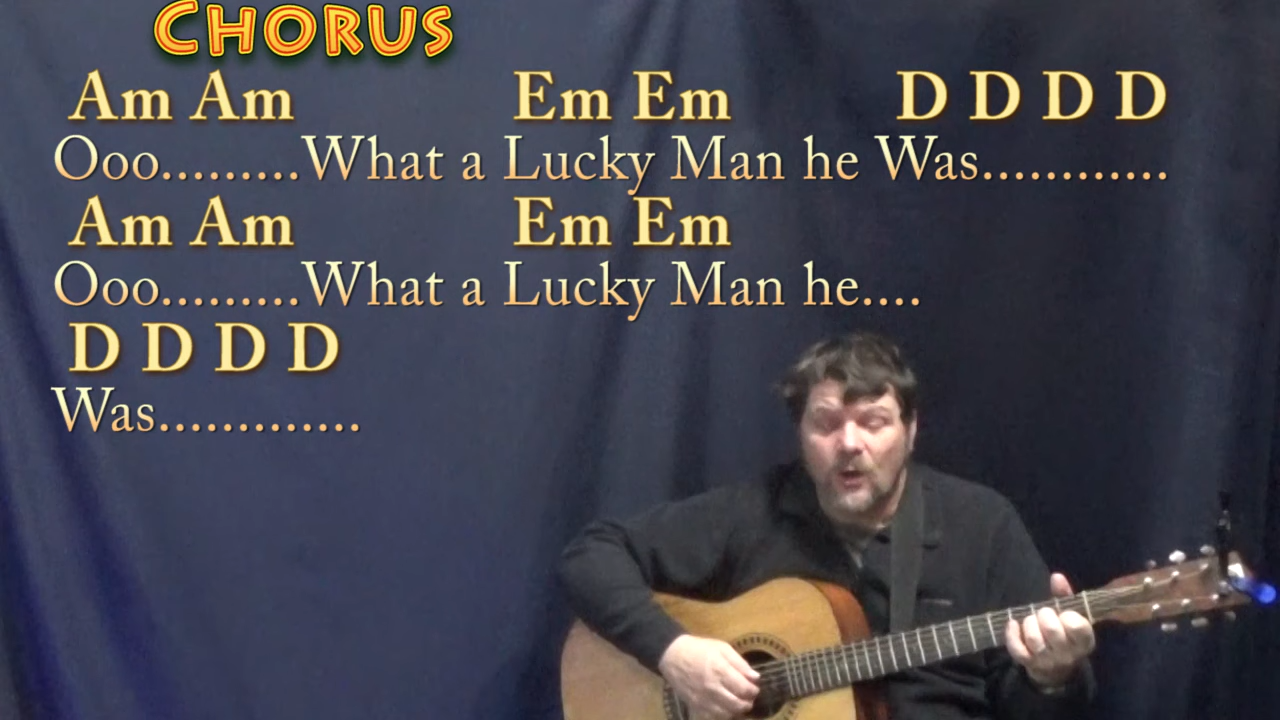 CHORUS
Am Am Em Em D D D D
Ooo.........What a Lucky Man he Was............
Am Am Em Em
Ooo.........What a Lucky Man he....
D D D D
Was.............